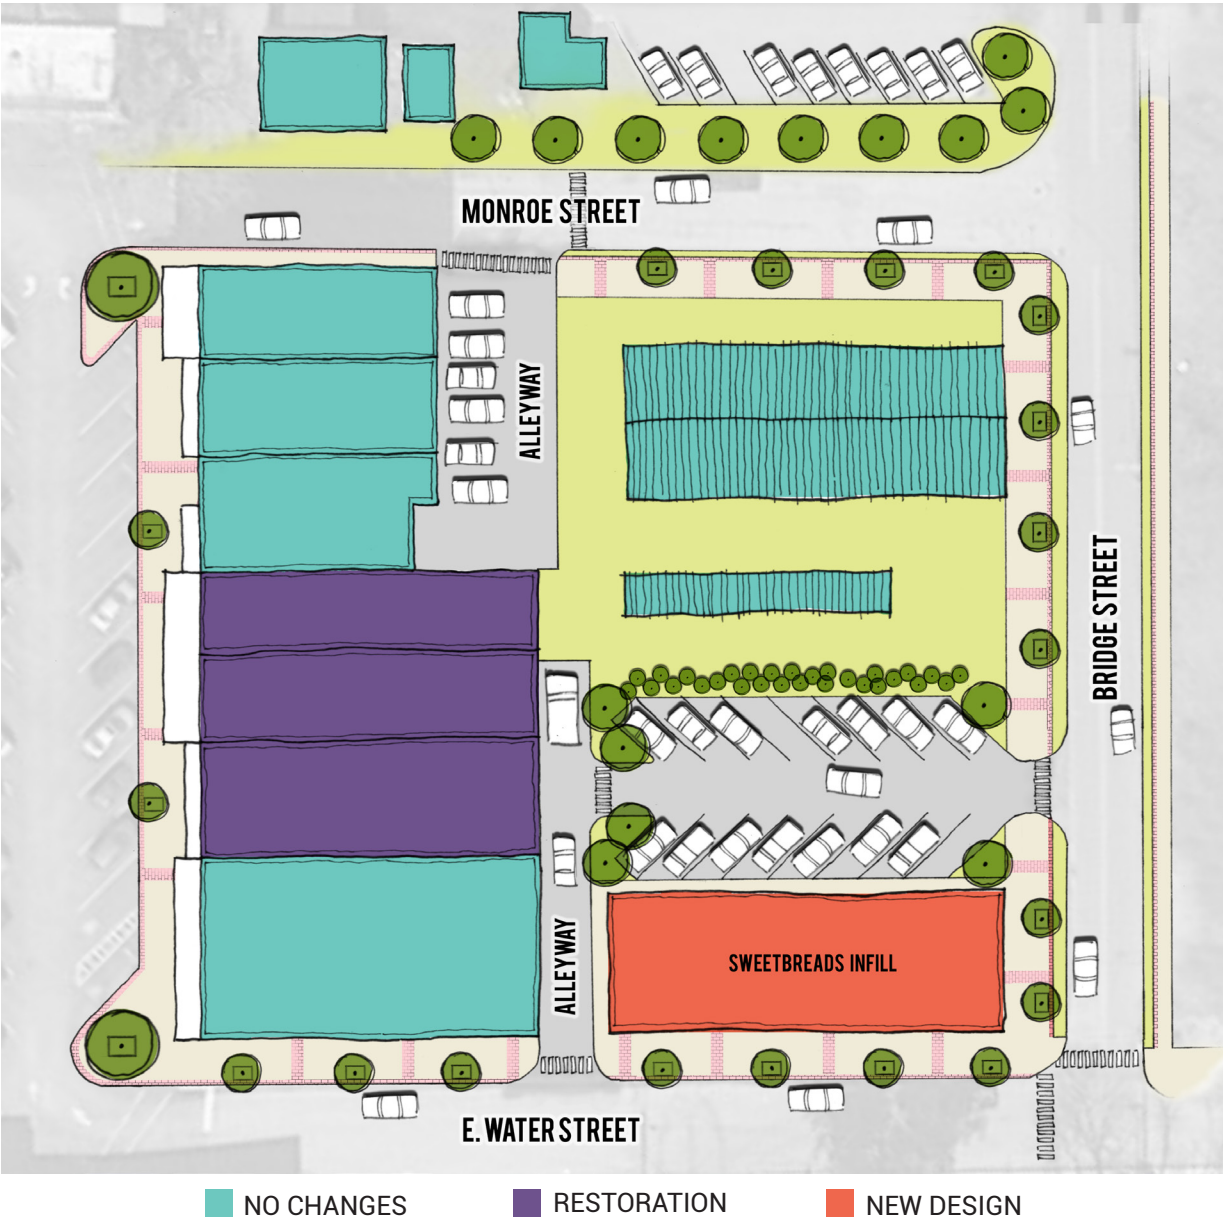 MONROE STREET
ALLEYWAY
BRIDGE STREET
ALLEYWAY
SWEETBREADS INFILL
E. WATER STREET
NO CHANGES
RESTORATION
NEW DESIGN